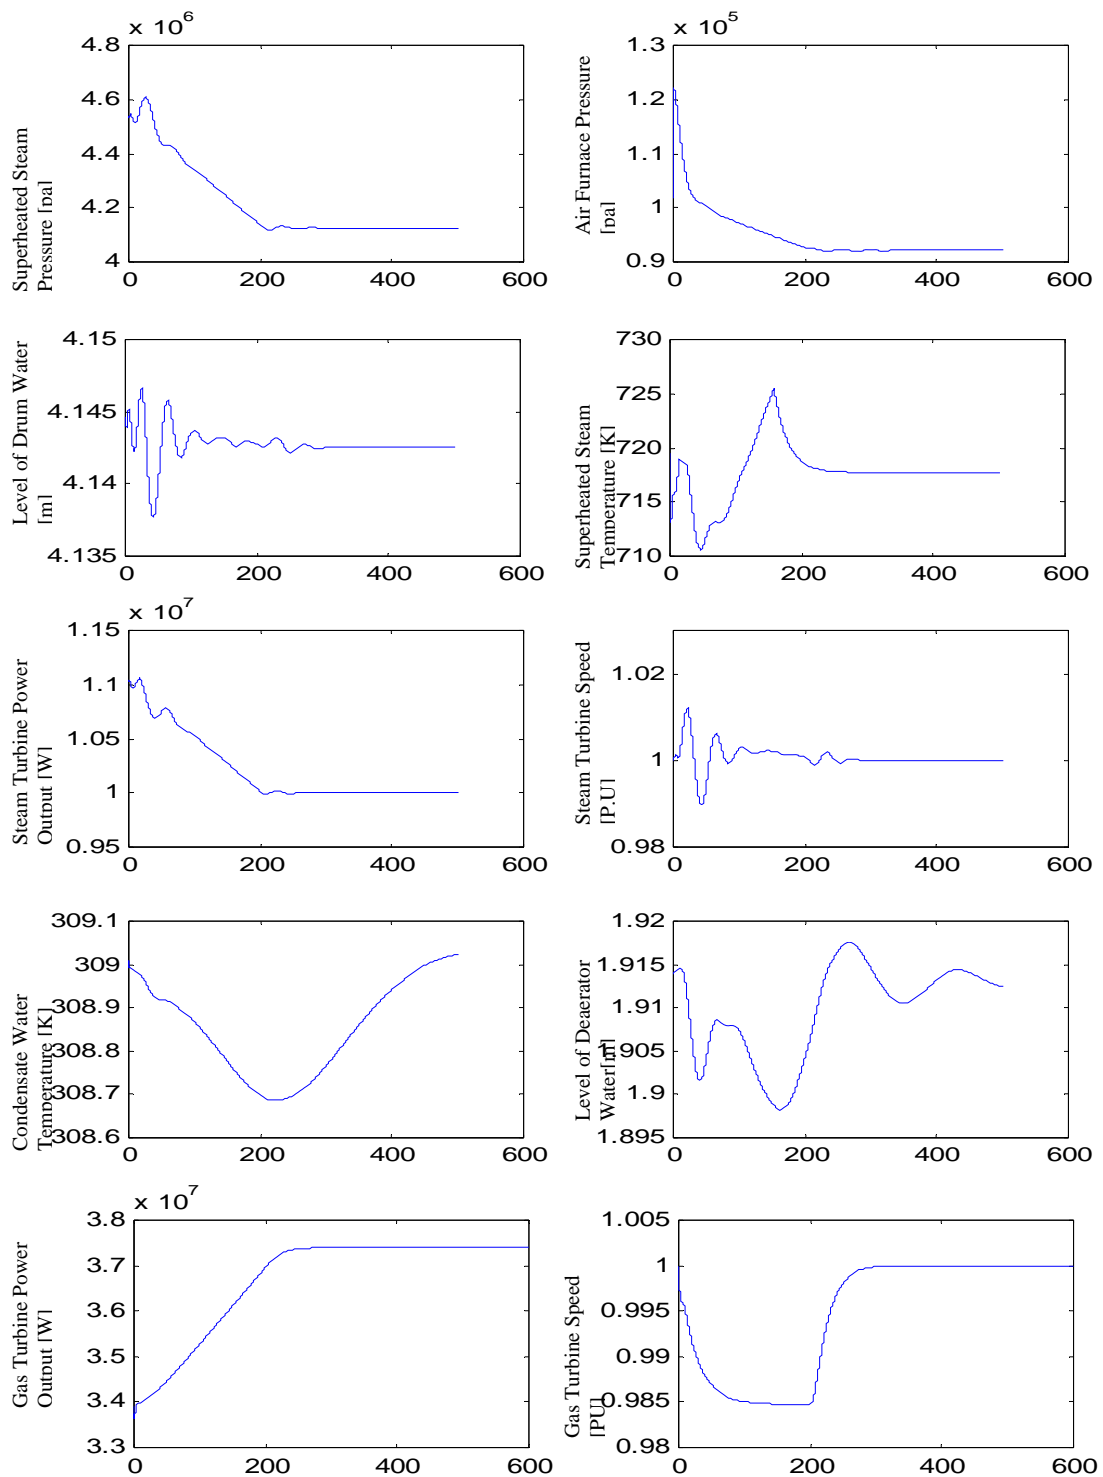 x 10^6
4.8
4.6
4.4
4.2
4
0 200 400 600
Superheated Steam
Pressure [pa]
x 10^5
1.3
1.2
1.1
1
0.9
0 200 400 600
Air Furnace Pressure
[pa]
4.15
4.145
4.14
4.135
0 200 400 600
Level of Drum Water
[m]
730
725
720
715
710
0 200 400 600
Superheated Steam
Temperature [K]
x 10^7
1.15
1.1
1.05
1
0.95
0 200 400 600
Steam Turbine Power
Output [W]
1.02
1
0.98
0 200 400 600
Steam Turbine Speed
[P.U]
309.1
309
308.9
308.8
308.7
308.6
0 200 400 600
Condensate Water
Temperature [K]
1.92
1.915
1.91
1.905
1.9
1.895
0 200 400 600
Level of Deaerator
Water[m]
x 10^7
3.8
3.7
3.6
3.5
3.4
3.3
0 200 400 600
Gas Turbine Power
Output [W]
1.005
1
0.995
0.99
0.985
0.98
0 200 400 600
Gas Turbine Speed
[PU]